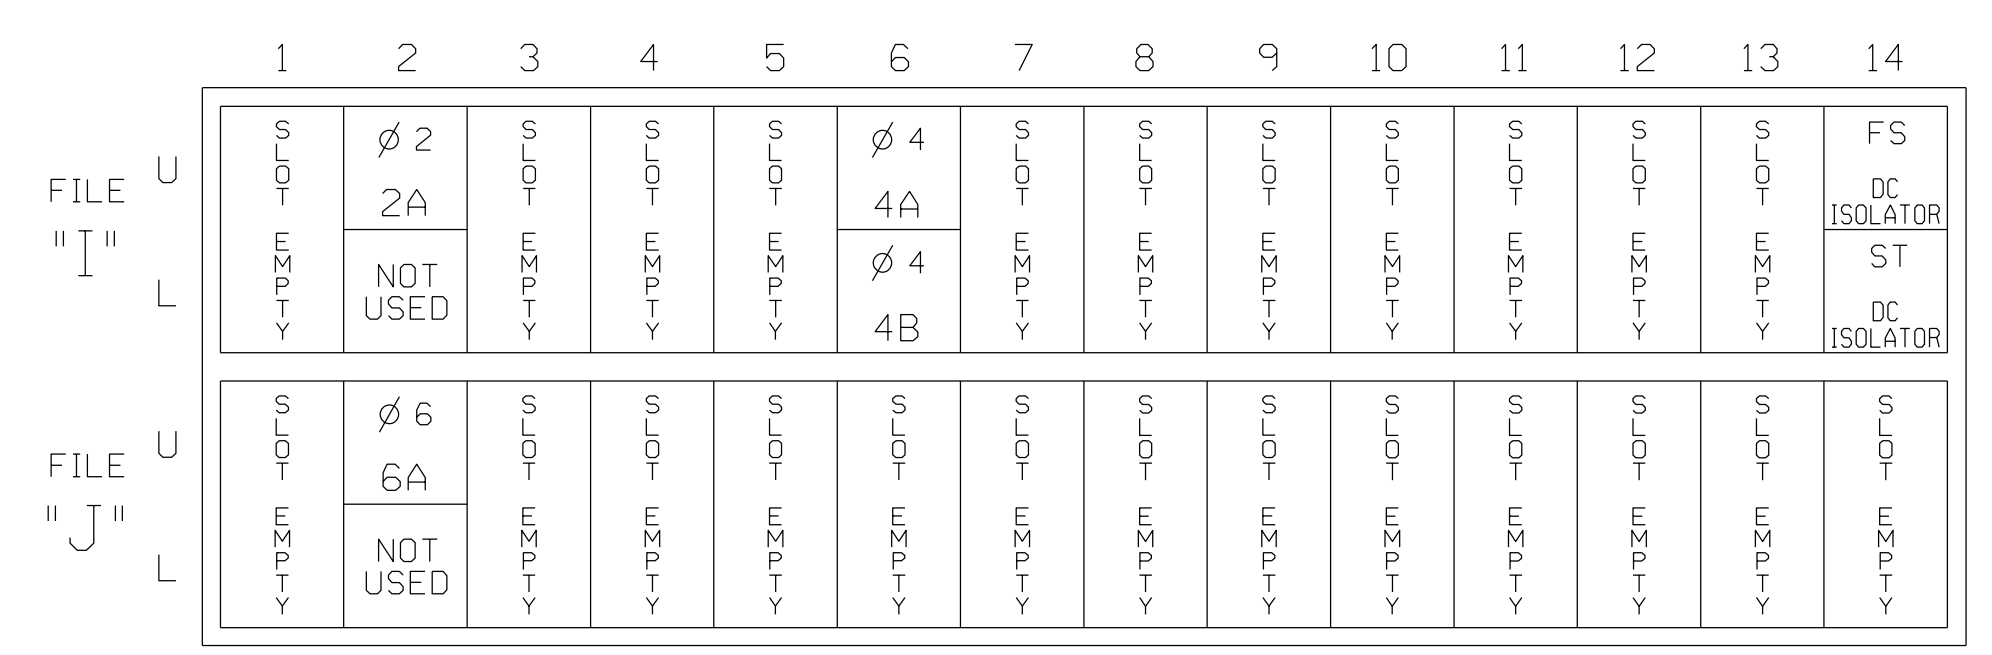 1 2 3 4 5 6 7 8 9 10 11 12 13 14
FILE "I"
U
L
SLOT EMPTY
Ø 2
2A
NOT USED
SLOT EMPTY
SLOT EMPTY
SLOT EMPTY
Ø 4
4A
Ø 4
4B
SLOT EMPTY
SLOT EMPTY
SLOT EMPTY
SLOT EMPTY
SLOT EMPTY
SLOT EMPTY
SLOT EMPTY
FS
DC
ISOLATOR
ST
DC
ISOLATOR
FILE "J"
U
L
SLOT EMPTY
Ø 6
6A
NOT USED
SLOT EMPTY
SLOT EMPTY
SLOT EMPTY
SLOT EMPTY
SLOT EMPTY
SLOT EMPTY
SLOT EMPTY
SLOT EMPTY
SLOT EMPTY
SLOT EMPTY
SLOT EMPTY
SLOT EMPTY